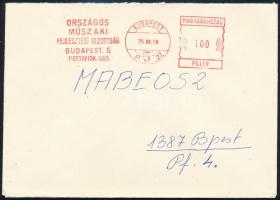 ORSZÁGOS
MŰSZAKI
FEJLESZTÉSI BIZOTTSÁG
BUDAPEST. 5,
POSTAFIÓK: 565
BUDAPEST
MAGYARORSZÁG
100
FILLÉR
MABEOSZ
1387 Bpest
Pf. 4.